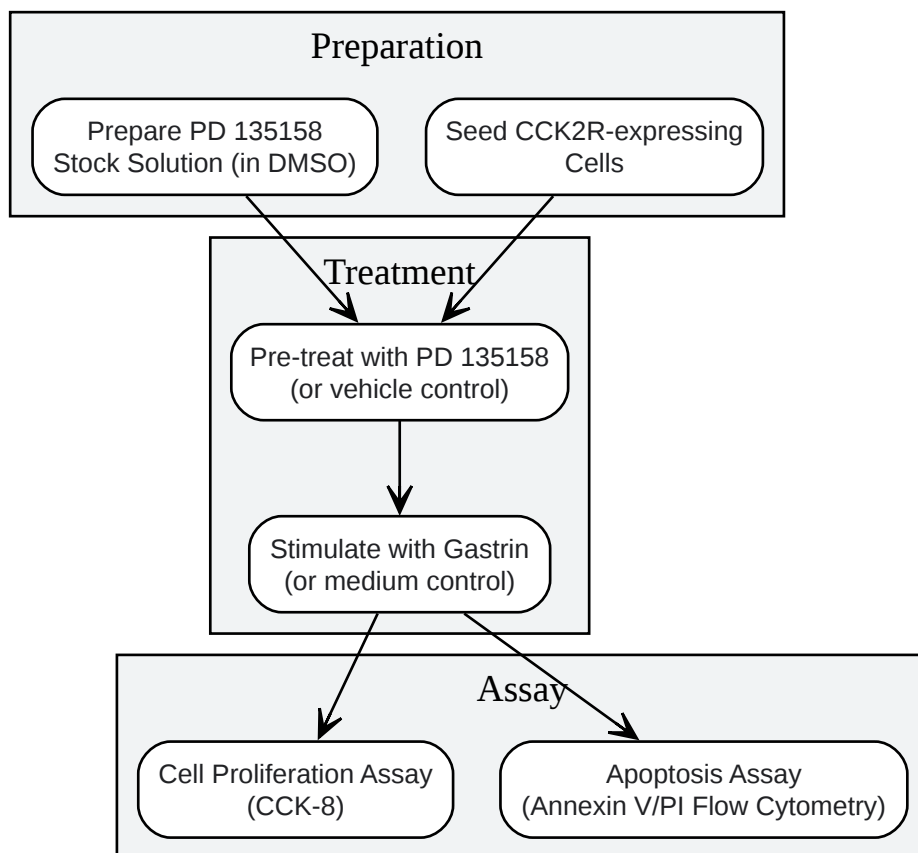 Preparation
Prepare PD 135158
Stock Solution (in DMSO)
Seed CCK2R-expressing
Cells
Treatment
Pre-treat with PD 135158
(or vehicle control)
Stimulate with Gastrin
(or medium control)
Assay
Cell Proliferation Assay
(CCK-8)
Apoptosis Assay
(Annexin V/PI Flow Cytometry)